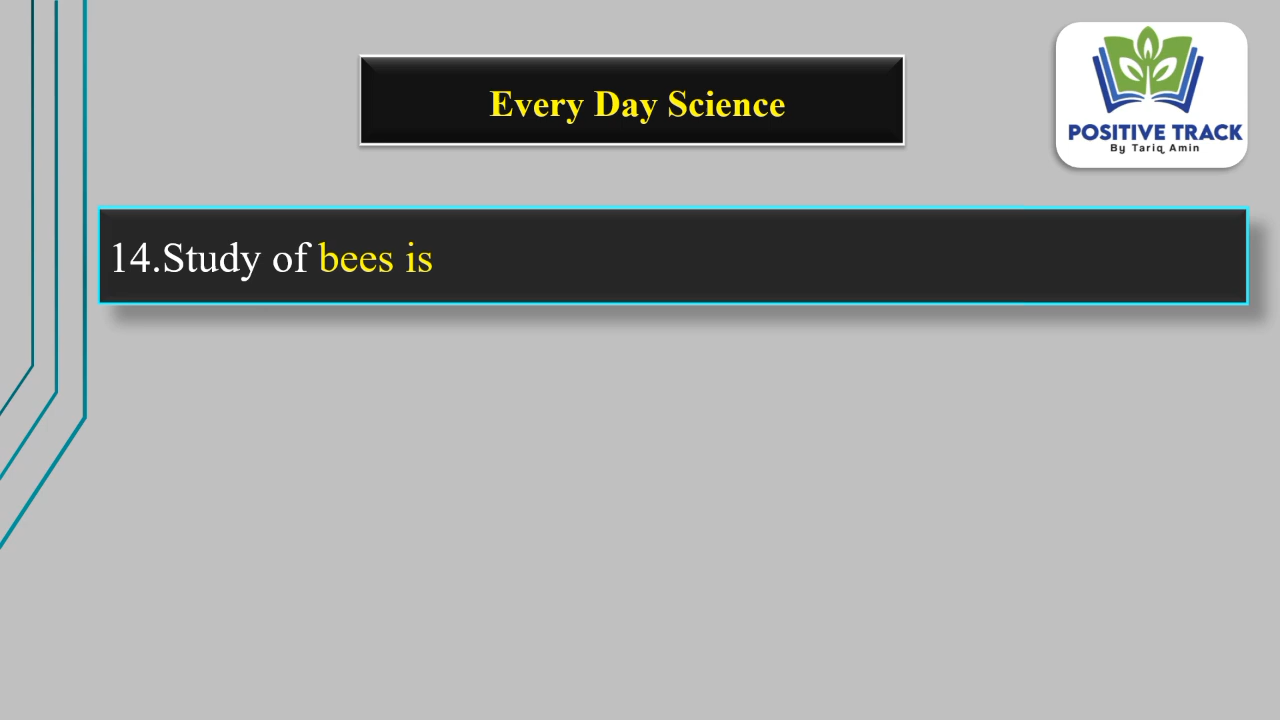 Every Day Science
POSITIVE TRACK
By Tariq Amin
14.Study of bees is